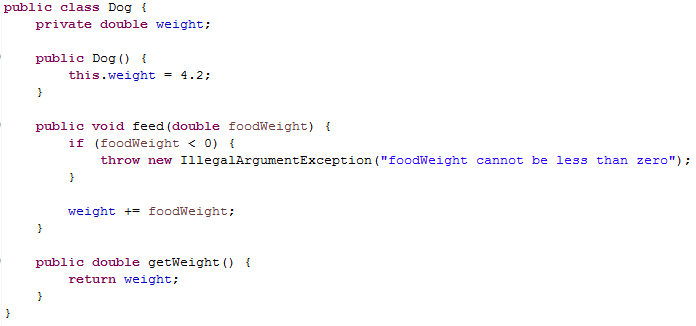 public class Dog {
    private double weight;

    public Dog() {
        this.weight = 4.2;
    }

    public void feed(double foodWeight) {
        if (foodWeight < 0) {
            throw new IllegalArgumentException("foodWeight cannot be less than zero");
        }

        weight += foodWeight;
    }

    public double getWeight() {
        return weight;
    }
}